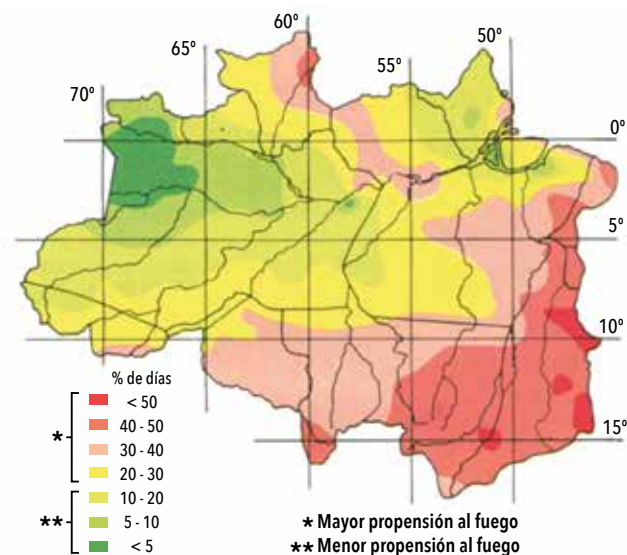 60º
65º
50º
55º
70º
0º
5º
10º
15º
% de días
< 50
40 - 50
* 30 - 40
20 - 30
10 - 20
** 5 - 10
< 5
* Mayor propensión al fuego
** Menor propensión al fuego